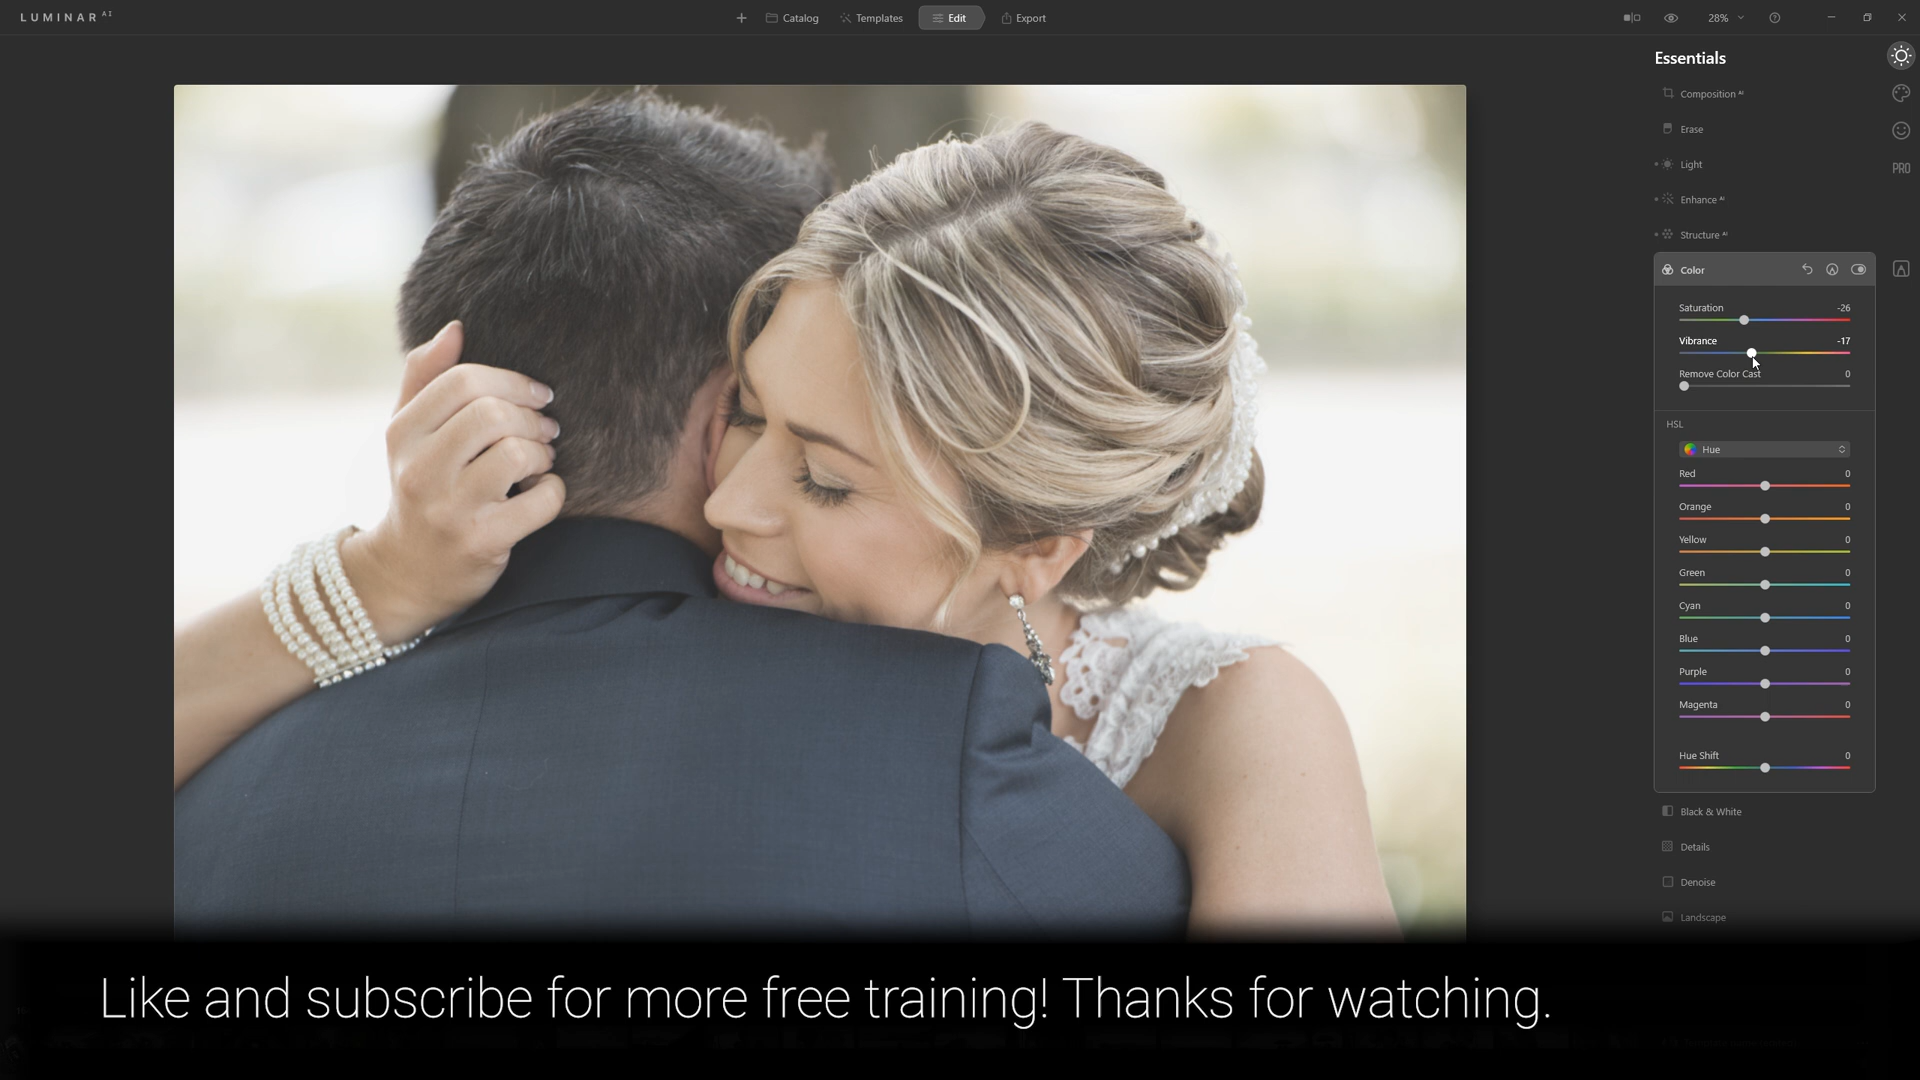 LUMINAR AI
Catalog
Templates
Edit
Export
28%
Essentials
Composition AI
Erase
Light
Enhance AI
Structure AI
PRO
Color
Saturation -26
Vibrance -17
Remove Color Cast 0
HSL
Hue
Red 0
Orange 0
Yellow 0
Green 0
Cyan 0
Blue 0
Purple 0
Magenta 0
Hue Shift 0
Black & White
Details
Denoise
Landscape
Like and subscribe for more free training! Thanks for watching.